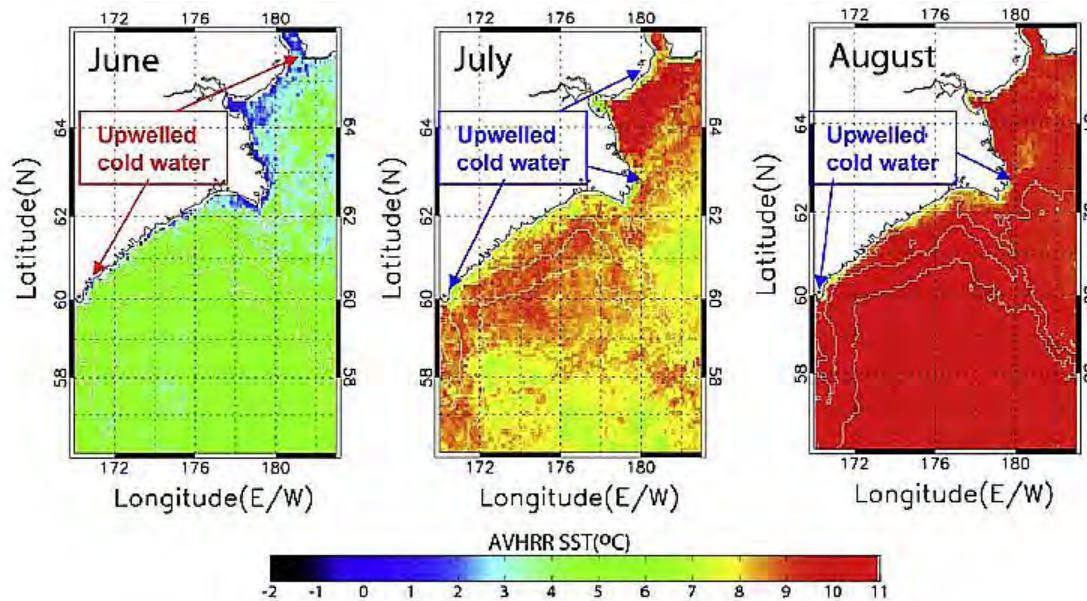 172 176 180
172 176 180
172 176 180
June
July
August
Upwelled
cold water
Upwelled
cold water
Upwelled
cold water
Latitude(N)
64
62
60
58
64
62
60
58
Latitude(N)
64
62
60
58
64
62
60
58
Latitude(N)
64
62
60
58
172 176 180
172 176 180
172 176 180
Longitude(E/W)
Longitude(E/W)
Longitude(E/W)
AVHRR SST(ºC)
-2 -1 0 1 2 3 4 5 6 7 8 9 10 11